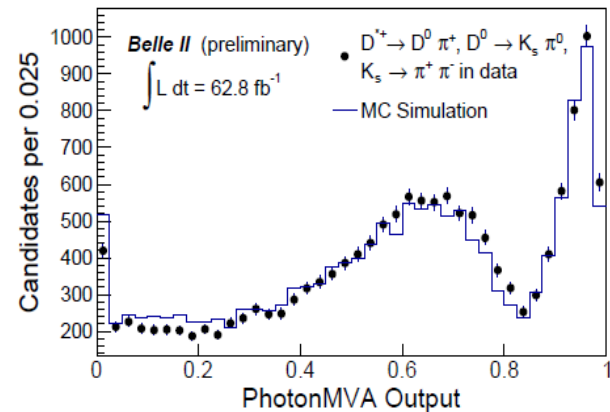 Candidates per 0.025
1000
900
800
700
600
500
400
300
200
Belle II (preliminary)
∫L dt = 62.8 fb⁻¹
D*⁺→ D⁰ π⁺, D⁰ → Kₛ π⁰,
Kₛ → π⁺ π⁻ in data
MC Simulation
0 0.2 0.4 0.6 0.8 1
PhotonMVA Output